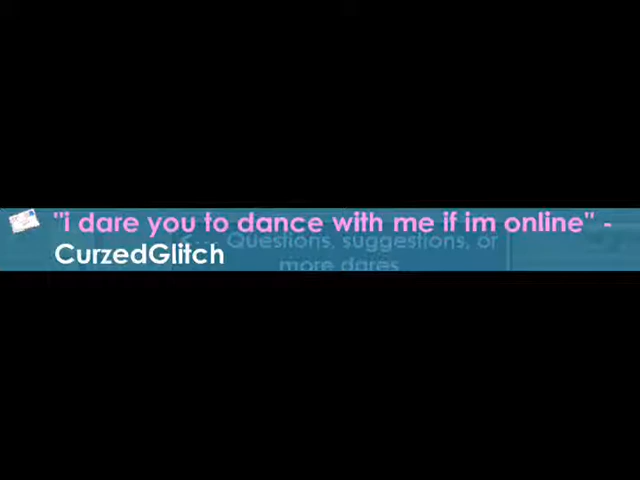 "i dare you to dance with me if im online" -
CurzedGlitch
Questions, suggestions, or
more dares